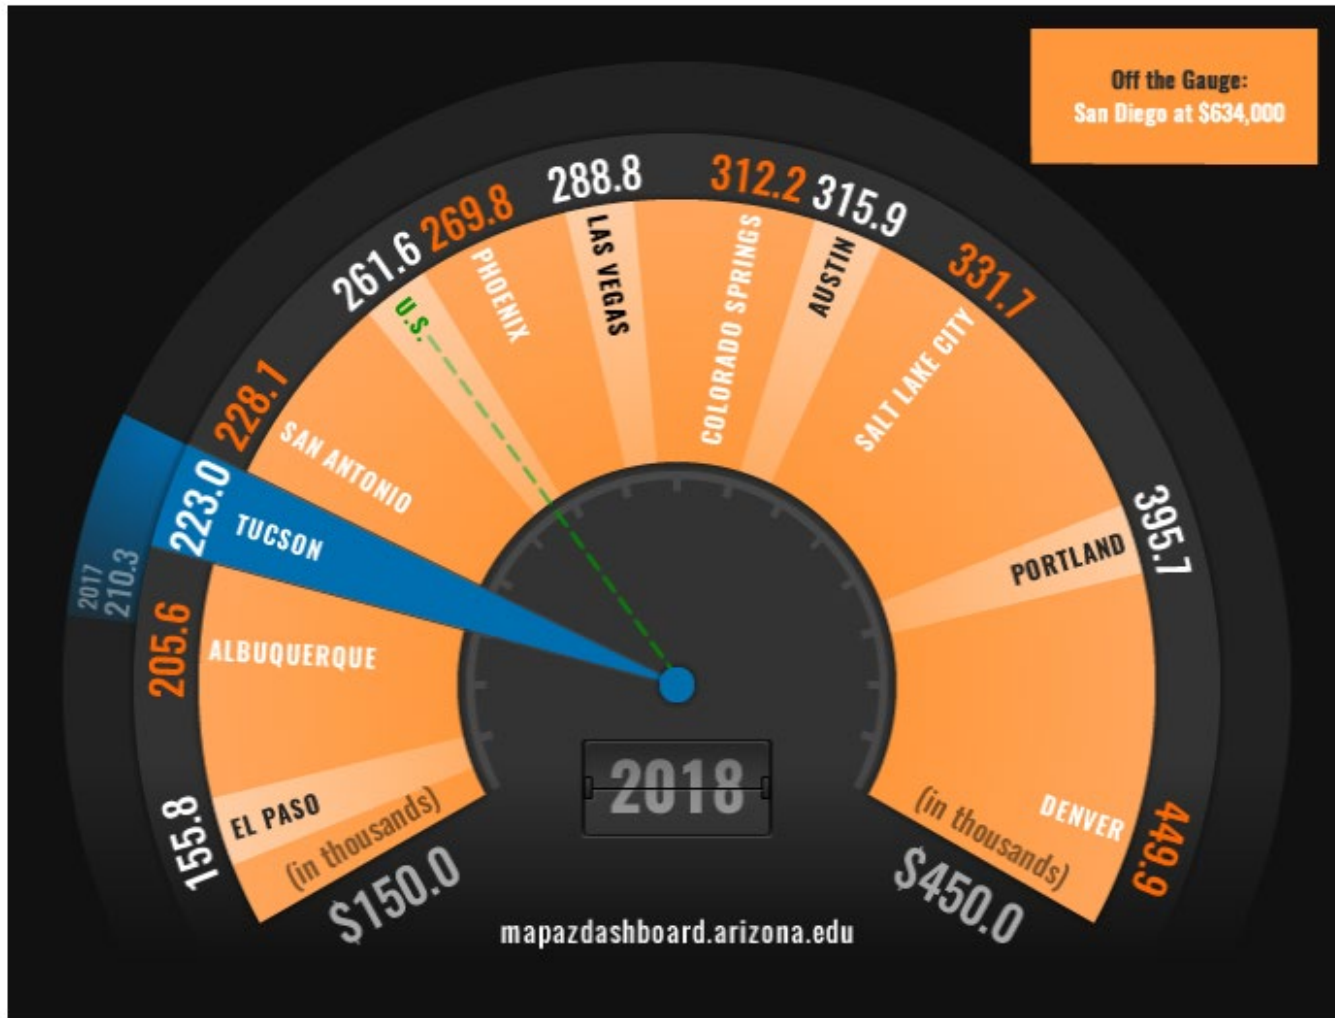 Off the Gauge:
San Diego at $634,000
155.8
EL PASO
205.6
ALBUQUERQUE
2017
210.3
223.0
TUCSON
228.1
SAN ANTONIO
261.6
U.S.
269.8
PHOENIX
288.8
LAS VEGAS
312.2
COLORADO SPRINGS
315.9
AUSTIN
331.7
SALT LAKE CITY
395.7
PORTLAND
449.9
DENVER
(in thousands)
$150.0
(in thousands)
$450.0
2018
mapazdashboard.arizona.edu